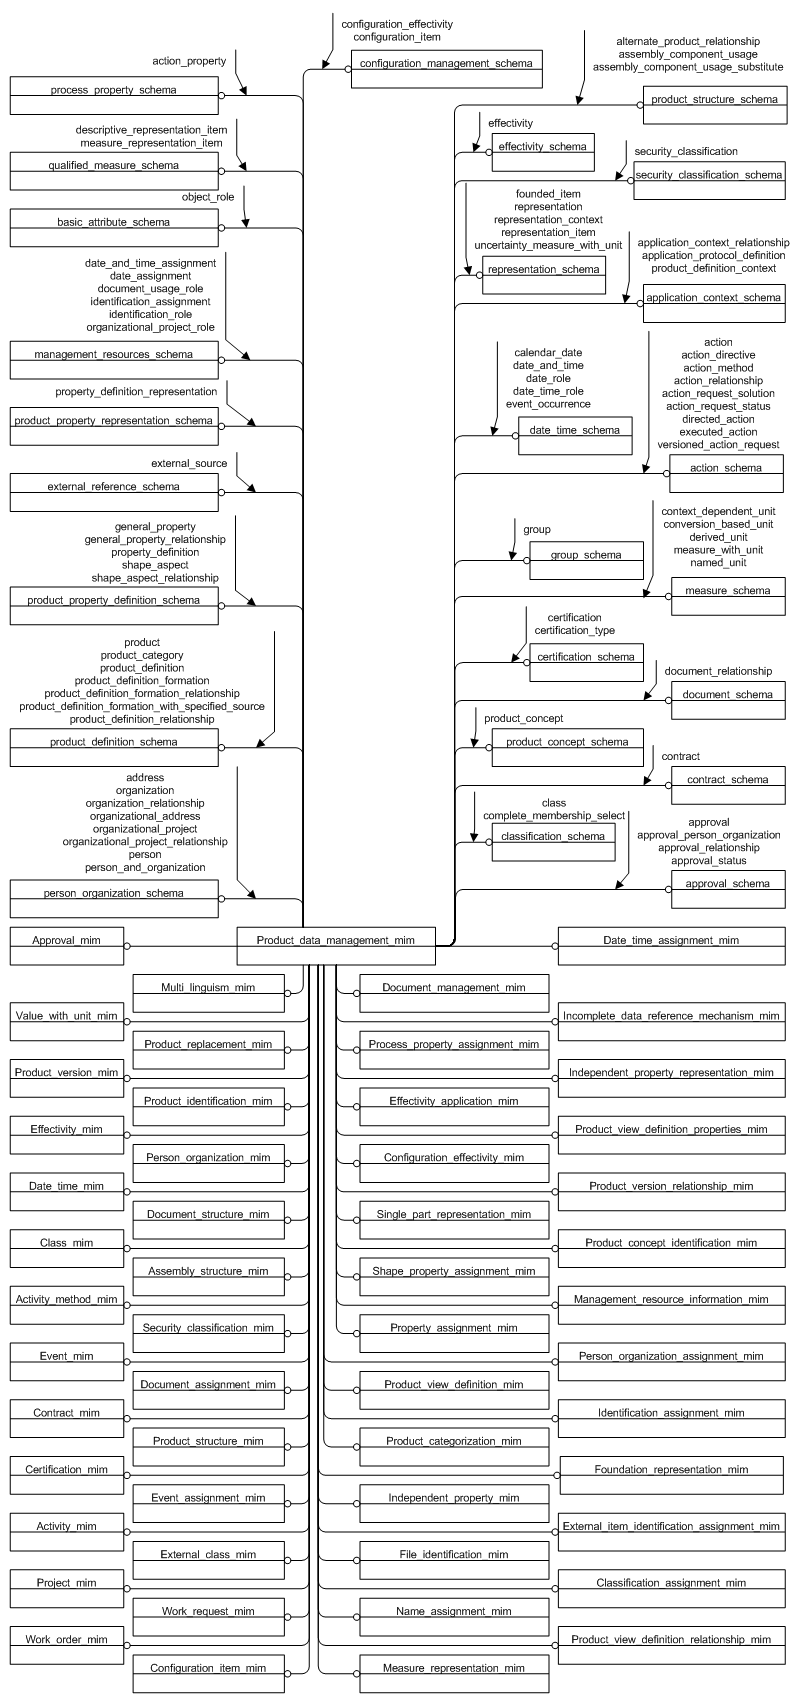 configuration_effectivity
configuration_item
configuration_management_schema
action_property
process_property_schema
descriptive_representation_item
measure_representation_item
qualified_measure_schema
object_role
basic_attribute_schema
date_and_time_assignment
date_assignment
document_usage_role
identification_assignment
identification_role
organizational_project_role
management_resources_schema
property_definition_representation
product_property_representation_schema
external_source
external_reference_schema
general_property
general_property_relationship
property_definition
shape_aspect
shape_aspect_relationship
product_property_definition_schema
product
product_category
product_definition
product_definition_formation
product_definition_formation_relationship
product_definition_formation_with_specified_source
product_definition_relationship
product_definition_schema
address
organization
organization_relationship
organizational_address
organizational_project
organizational_project_relationship
person
person_and_organization
person_organization_schema
alternate_product_relationship
assembly_component_usage
assembly_component_usage_substitute
product_structure_schema
effectivity
effectivity_schema
security_classification
security_classification_schema
founded_item
representation
representation_context
representation_item
uncertainty_measure_with_unit
representation_schema
application_context_relationship
application_protocol_definition
product_definition_context
application_context_schema
calendar_date
date_and_time
date_role
date_time_role
event_occurrence
date_time_schema
action
action_directive
action_method
action_relationship
action_request_solution
action_request_status
directed_action
executed_action
versioned_action_request
action_schema
group
group_schema
context_dependent_unit
conversion_based_unit
derived_unit
measure_with_unit
named_unit
measure_schema
certification
certification_type
certification_schema
document_relationship
document_schema
product_concept
product_concept_schema
contract
contract_schema
class
complete_membership_select
classification_schema
approval
approval_person_organization
approval_relationship
approval_status
approval_schema
Approval_mim
Product_data_management_mim
Date_time_assignment_mim
Multi_linguism_mim
Document_management_mim
Value_with_unit_mim
Incomplete_data_reference_mechanism_mim
Product_replacement_mim
Process_property_assignment_mim
Product_version_mim
Independent_property_representation_mim
Product_identification_mim
Effectivity_application_mim
Effectivity_mim
Product_view_definition_properties_mim
Person_organization_mim
Configuration_effectivity_mim
Date_time_mim
Product_version_relationship_mim
Document_structure_mim
Single_part_representation_mim
Class_mim
Product_concept_identification_mim
Assembly_structure_mim
Shape_property_assignment_mim
Activity_method_mim
Management_resource_information_mim
Security_classification_mim
Property_assignment_mim
Event_mim
Person_organization_assignment_mim
Document_assignment_mim
Product_view_definition_mim
Contract_mim
Identification_assignment_mim
Product_structure_mim
Product_categorization_mim
Certification_mim
Foundation_representation_mim
Event_assignment_mim
Independent_property_mim
Activity_mim
External_item_identification_assignment_mim
External_class_mim
File_identification_mim
Project_mim
Classification_assignment_mim
Work_request_mim
Name_assignment_mim
Work_order_mim
Product_view_definition_relationship_mim
Configuration_item_mim
Measure_representation_mim